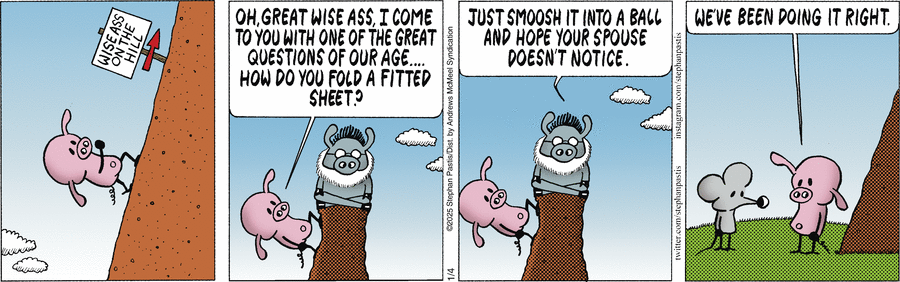 WISE ASS
ON THE
HILL
OH, GREAT WISE ASS, I COME
TO YOU WITH ONE OF THE GREAT
QUESTIONS OF OUR AGE....
HOW DO YOU FOLD A FITTED
SHEET?
©2025 Stephan Pastis/Dist. by Andrews McMeel Syndication
1/4
JUST SMOOSH IT INTO A BALL
AND HOPE YOUR SPOUSE
DOESN'T NOTICE.
twitter.com/stephanpastis
instagram.com/stephanpastis
WE'VE BEEN DOING IT RIGHT.